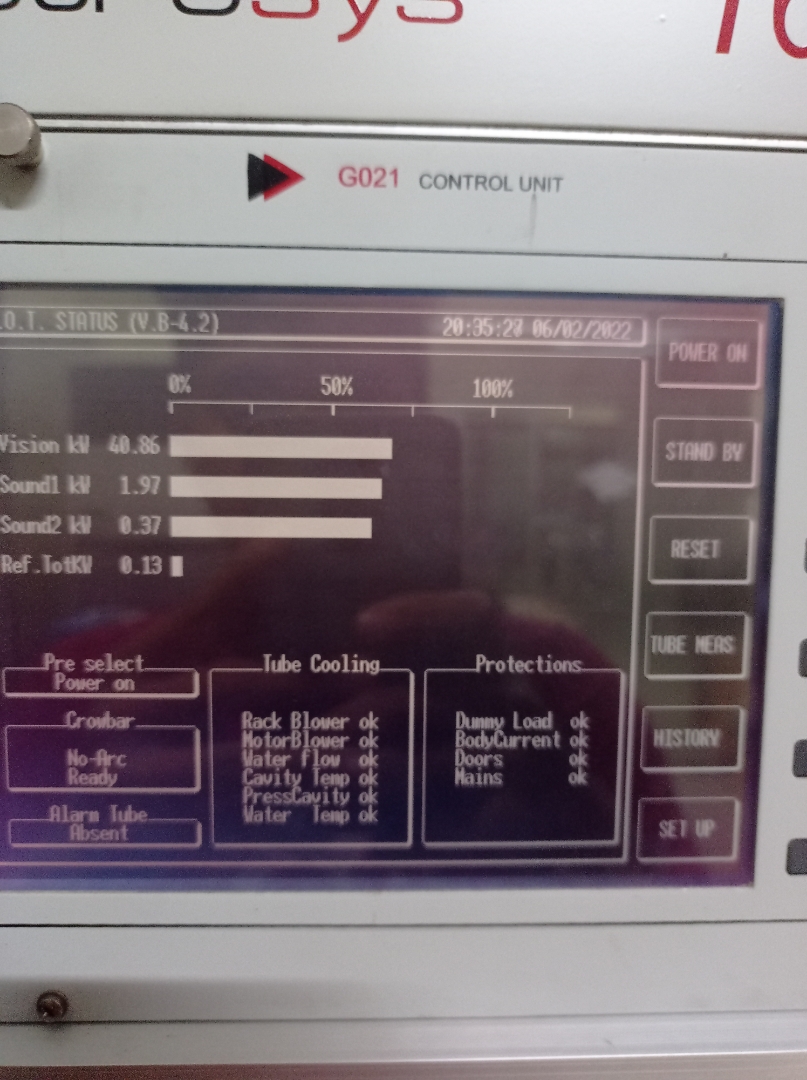 G021 CONTROL UNIT
.O.T. STATUS (V.B-4.2) 20:35:27 06/02/2022
POWER ON
0% 50% 100%
Vision kW 40.86
STAND BY
Sound1 kW 1.97
Sound2 kW 0.37
RESET
Ref.TotKW 0.13
TUBE MEAS
Pre select
Power on
Crowbar
No-Arc
Ready
Alarm Tube
Absent
Tube Cooling
Rack Blower ok
MotorBlower ok
Water flow ok
Cavity Temp ok
PressCavity ok
Water Temp ok
Protections
Dummy Load ok
BodyCurrent ok
Doors ok
Mains ok
HISTORY
SET UP